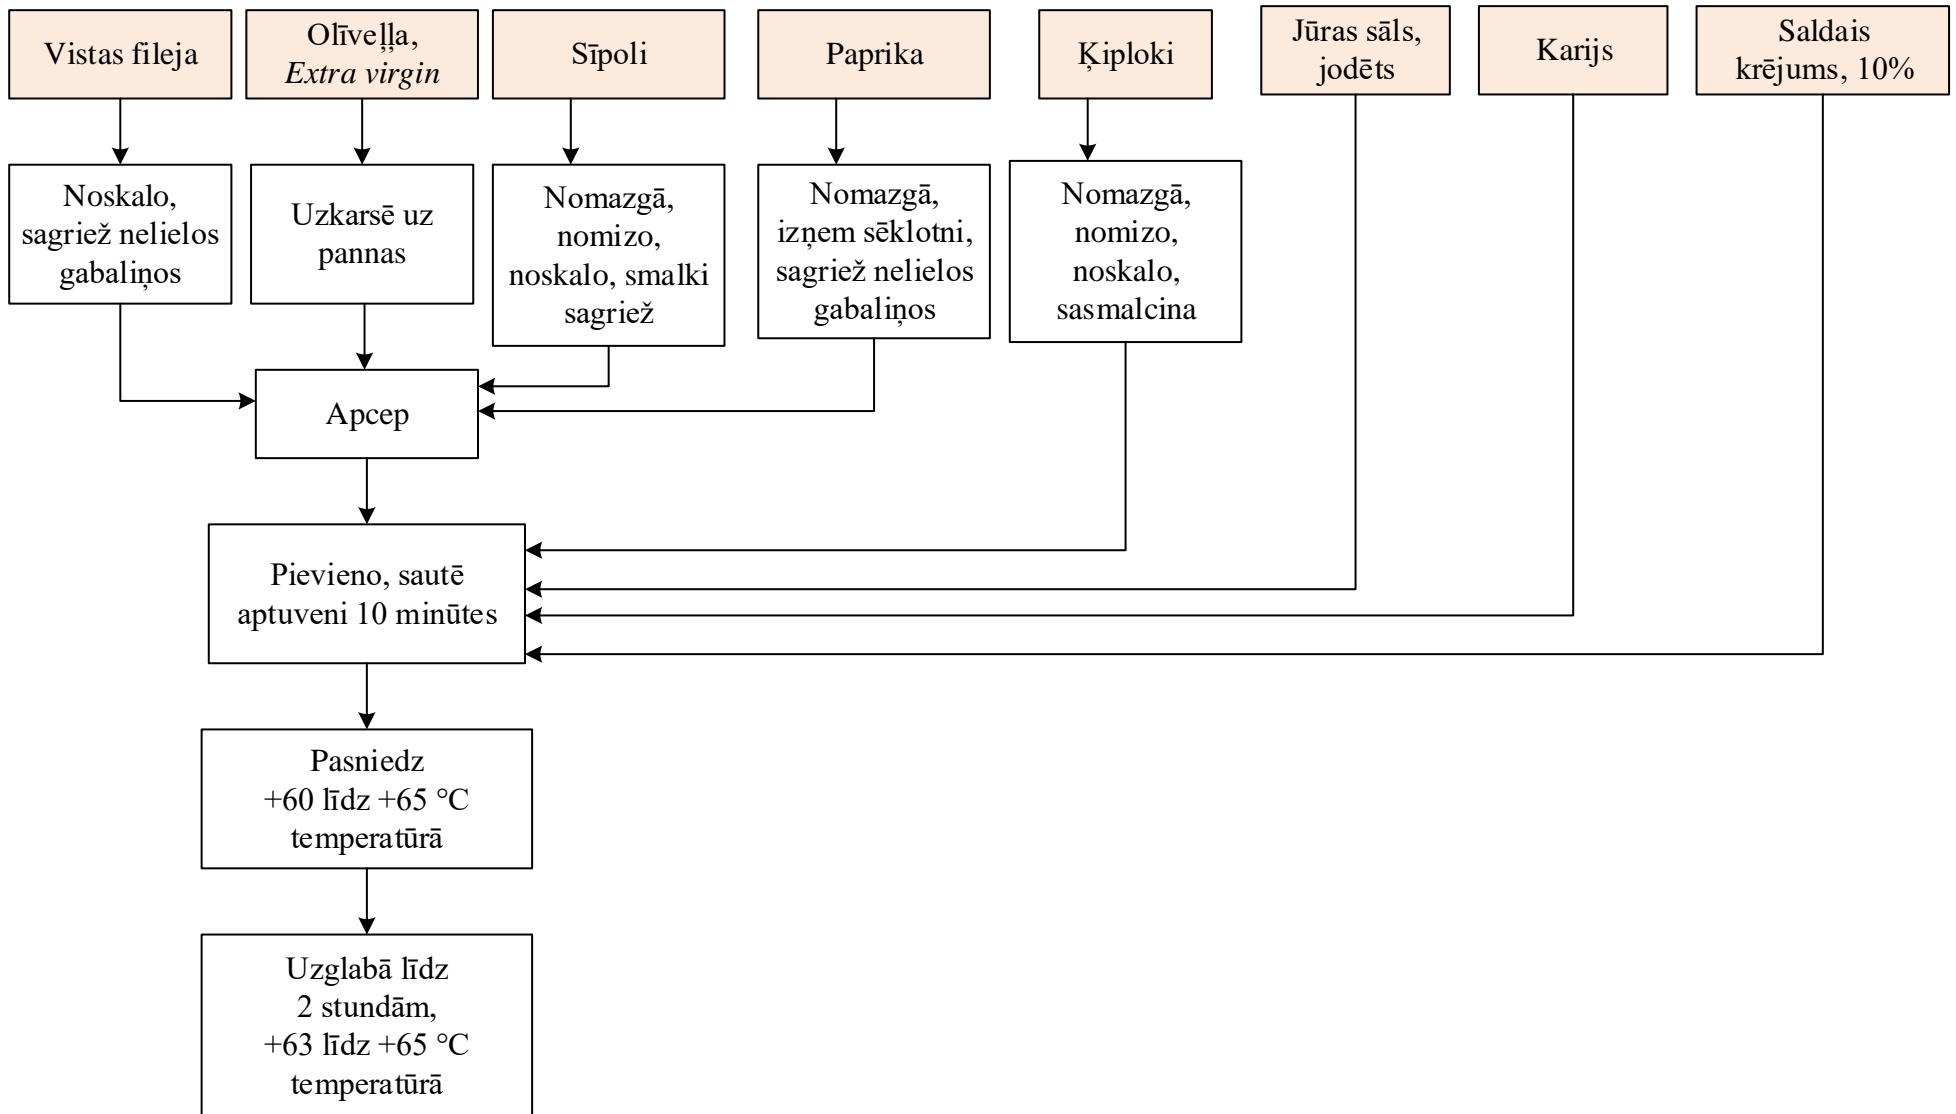 Vistas fileja
Olīveļļa,
Extra virgin
Sīpoli
Paprika
Ķiploki
Jūras sāls,
jodēts
Karijs
Saldais
krējums, 10%
Noskalo,
sagriež nelielos
gabaliņos
Uzkarsē uz
pannas
Nomazgā,
nomizo,
noskalo, smalki
sagriež
Nomazgā,
izņem sēklotni,
sagriež nelielos
gabaliņos
Nomazgā,
nomizo,
noskalo,
sasmalcina
Apcep
Pievieno, sautē
aptuveni 10 minūtes
Pasniedz
+60 līdz +65 °C
temperatūrā
Uzglabā līdz
2 stundām,
+63 līdz +65 °C
temperatūrā